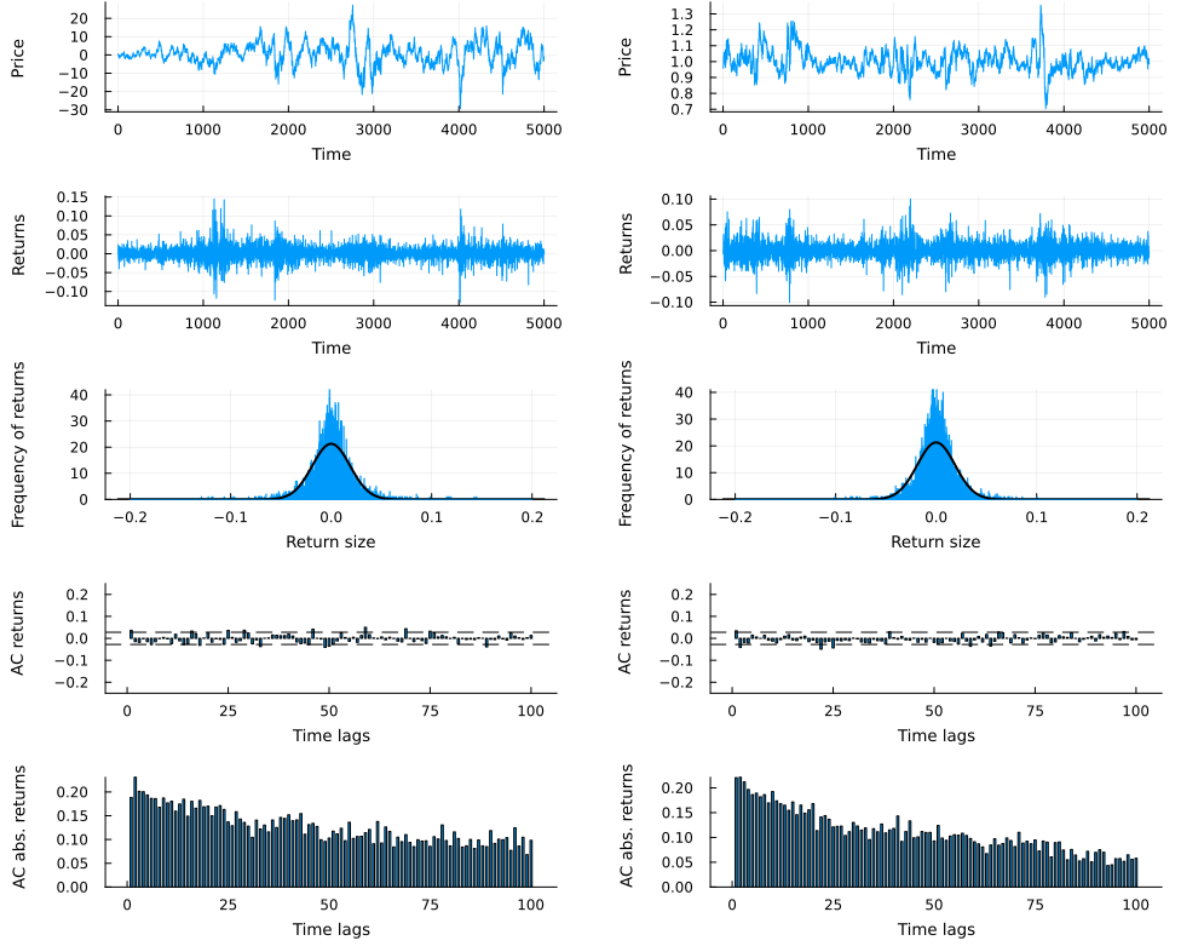 Price
20
10
0
−10
−20
−30
0 1000 2000 3000 4000 5000
Time
Returns
0.15
0.10
0.05
0.00
−0.05
−0.10
0 1000 2000 3000 4000 5000
Time
Frequency of returns
40
30
20
10
0
−0.2 −0.1 0.0 0.1 0.2
Return size
AC returns
0.2
0.1
0.0
−0.1
−0.2
0 25 50 75 100
Time lags
AC abs. returns
0.20
0.15
0.10
0.05
0.00
0 25 50 75 100
Time lags
Price
1.3
1.2
1.1
1.0
0.9
0.8
0.7
0 1000 2000 3000 4000 5000
Time
Returns
0.10
0.05
0.00
−0.05
−0.10
0 1000 2000 3000 4000 5000
Time
Frequency of returns
40
30
20
10
0
−0.2 −0.1 0.0 0.1 0.2
Return size
AC returns
0.2
0.1
0.0
−0.1
−0.2
0 25 50 75 100
Time lags
AC abs. returns
0.20
0.15
0.10
0.05
0.00
0 25 50 75 100
Time lags